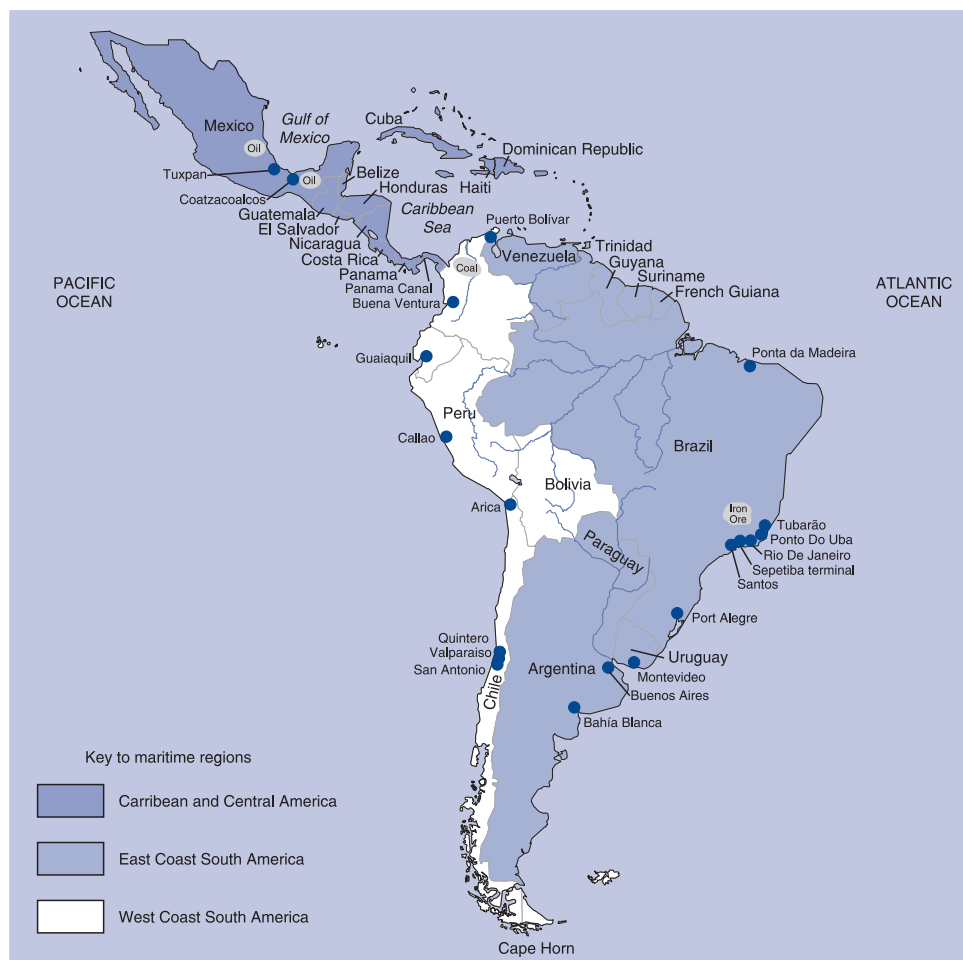 Mexico
Gulf of
Mexico
Cuba
Oil
Dominican Republic
Tuxpan
Oil
Belize
Coatzacoalcos
Honduras
Haiti
Guatemala
Caribbean
Sea
El Salvador
Puerto Bolívar
Nicaragua
Trinidad
Costa Rica
Venezuela
Guyana
Panama
Coal
Suriname
PACIFIC
OCEAN
Panama Canal
French Guiana
ATLANTIC
OCEAN
Buena Ventura
Guaiaquil
Ponta da Madeira
Peru
Callao
Brazil
Bolivia
Arica
Iron
Ore
Tubarão
Ponto Do Uba
Paraguay
Rio De Janeiro
Sepetiba terminal
Santos
Port Alegre
Quintero
Valparaiso
Uruguay
San Antonio
Argentina
Montevideo
Chile
Buenos Aires
Bahía Blanca
Key to maritime regions
Carribean and Central America
East Coast South America
West Coast South America
Cape Horn